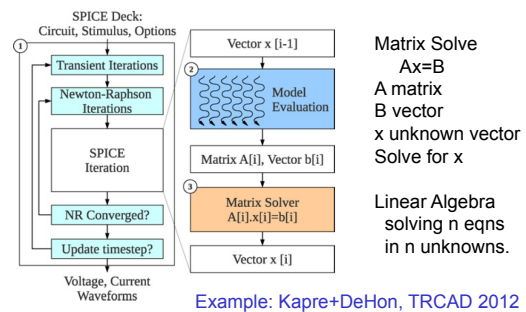 SPICE Deck:
Circuit, Stimulus, Options
1
Transient Iterations
Newton-Raphson
Iterations
SPICE
Iteration
NR Converged?
Update timestep?
Voltage, Current
Waveforms
Vector x [i-1]
2
Model
Evaluation
Matrix A[i], Vector b[i]
3
Matrix Solver
A[i].x[i]=b[i]
Vector x [i]
Matrix Solve
Ax=B
A matrix
B vector
x unknown vector
Solve for x
Linear Algebra
solving n eqns
in n unknowns.
Example: Kapre+DeHon, TRCAD 2012